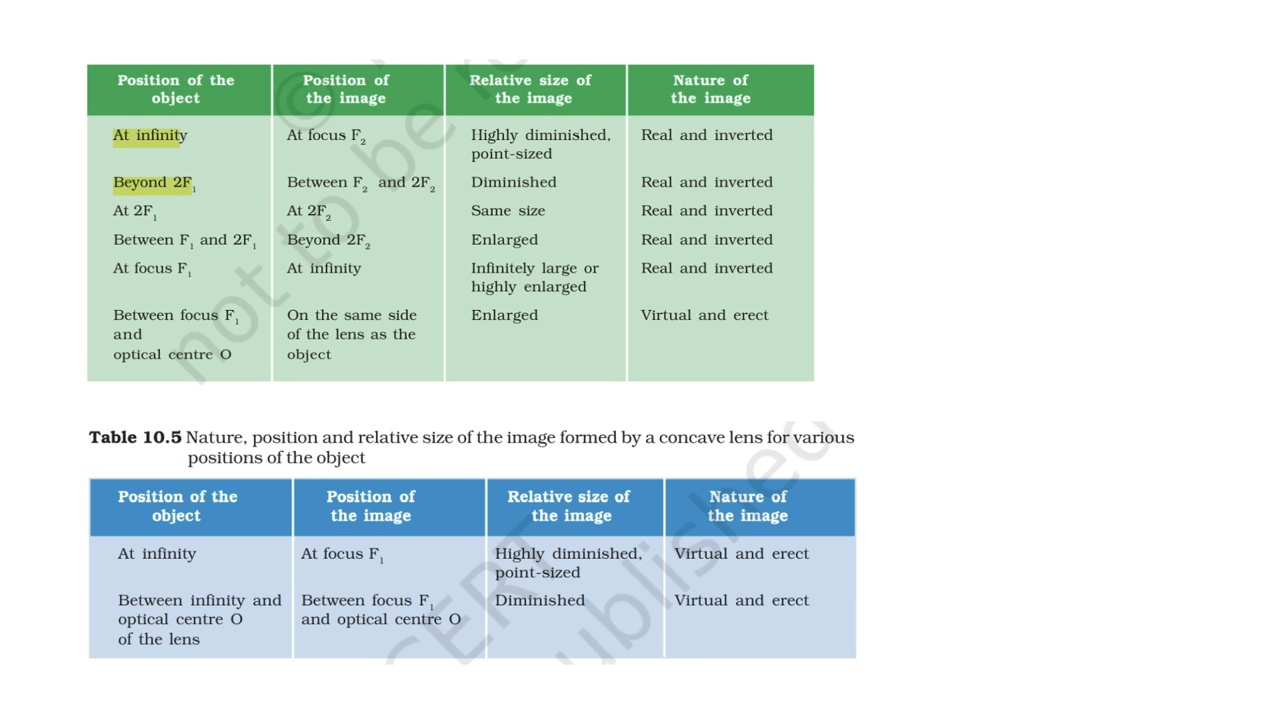 Position of the object | Position of the image | Relative size of the image | Nature of the image
At infinity | At focus F₂ | Highly diminished, point-sized | Real and inverted
Beyond 2F₁ | Between F₂ and 2F₂ | Diminished | Real and inverted
At 2F₁ | At 2F₂ | Same size | Real and inverted
Between F₁ and 2F₁ | Beyond 2F₂ | Enlarged | Real and inverted
At focus F₁ | At infinity | Infinitely large or highly enlarged | Real and inverted
Between focus F₁ and optical centre O | On the same side of the lens as the object | Enlarged | Virtual and erect
Table 10.5 Nature, position and relative size of the image formed by a concave lens for various
positions of the object
Position of the object | Position of the image | Relative size of the image | Nature of the image
At infinity | At focus F₁ | Highly diminished, point-sized | Virtual and erect
Between infinity and optical centre O of the lens | Between focus F₁ and optical centre O | Diminished | Virtual and erect
© not to be
CERT
ublished